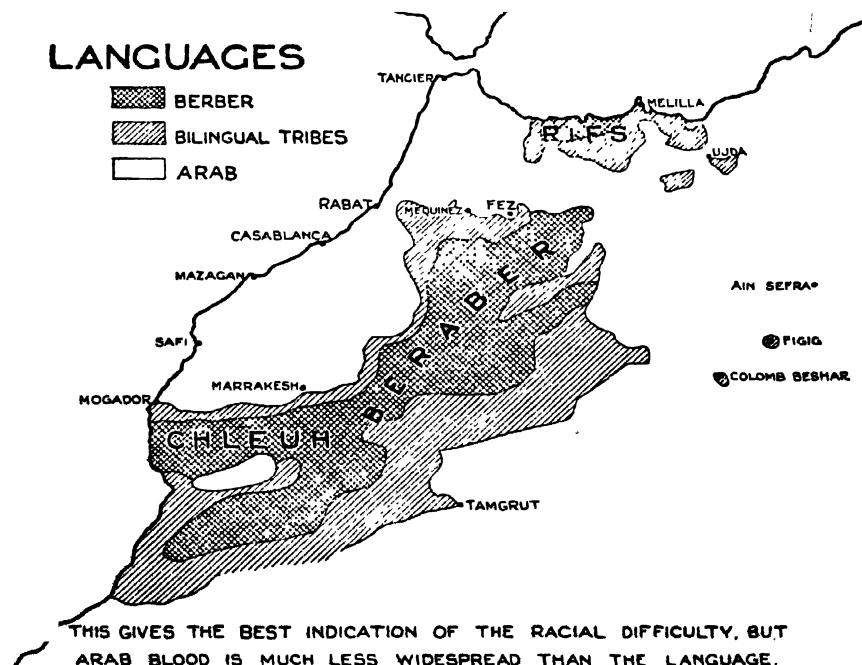 LANGUAGES
BERBER
BILINGUAL TRIBES
ARAB
TANGIER
MELILLA
RIFS
UJDA
RABAT
MEQUINEZ
FEZ
CASABLANCA
MAZAGAN
AIN SEFRA
SAFI
FIGIG
COLOMB BESHAR
MARRAKESH
MOGADOR
BERABER
CHLEUH
TAMGRUT
THIS GIVES THE BEST INDICATION OF THE RACIAL DIFFICULTY, BUT
ARAB BLOOD IS MUCH LESS WIDESPREAD THAN THE LANGUAGE.